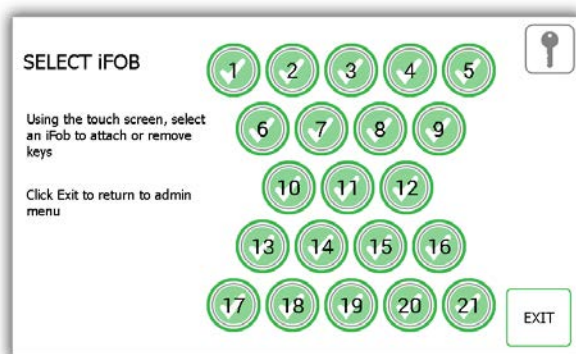 SELECT iFOB
Using the touch screen, select
an iFob to attach or remove
keys
Click Exit to return to admin
menu
1 2 3 4 5
6 7 8 9
10 11 12
13 14 15 16
17 18 19 20 21
EXIT